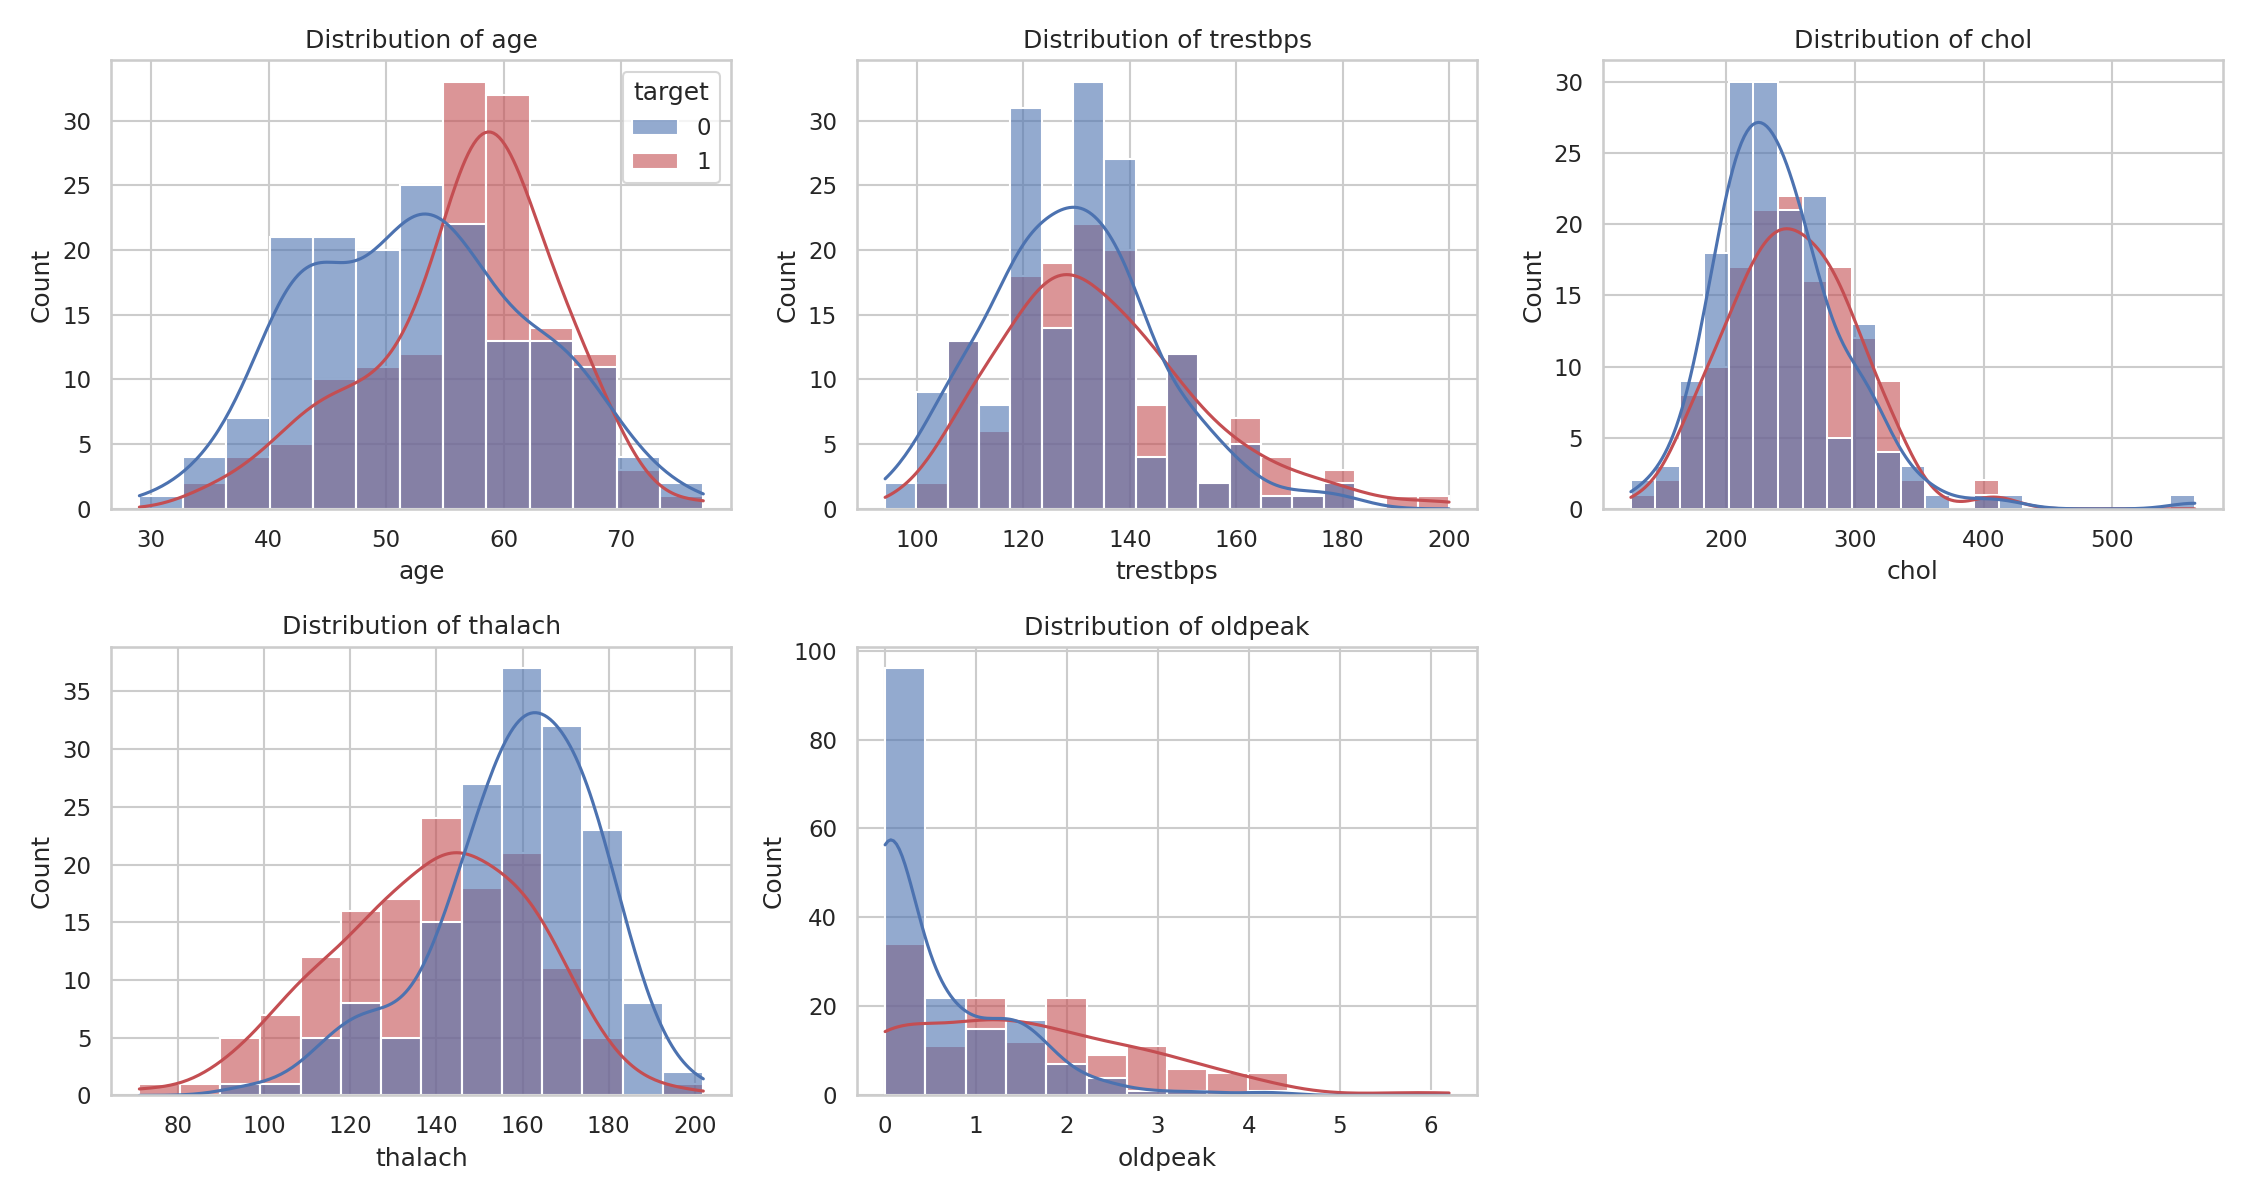 Distribution of age
target
0
1
30
25
20
15
10
5
0
Count
30 40 50 60 70
age
Distribution of trestbps
30
25
20
15
10
5
0
Count
100 120 140 160 180 200
trestbps
Distribution of chol
30
25
20
15
10
5
0
Count
200 300 400 500
chol
Distribution of thalach
35
30
25
20
15
10
5
0
Count
80 100 120 140 160 180 200
thalach
Distribution of oldpeak
100
80
60
40
20
0
Count
0 1 2 3 4 5 6
oldpeak